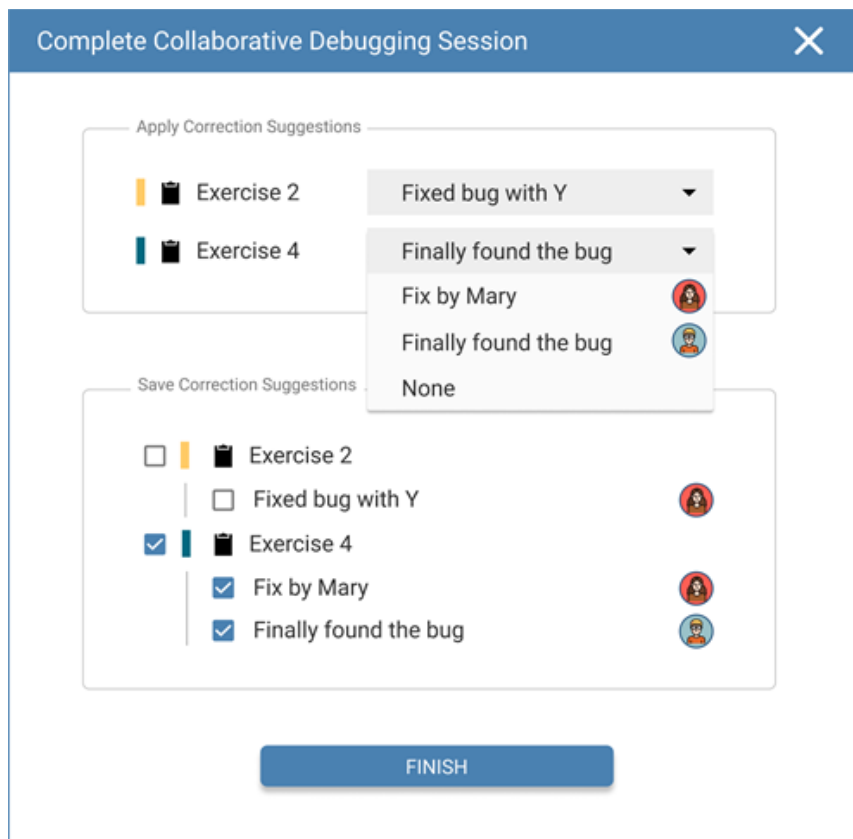 Complete Collaborative Debugging Session
Apply Correction Suggestions
Exercise 2
Fixed bug with Y
Exercise 4
Finally found the bug
Fix by Mary
Finally found the bug
None
Save Correction Suggestions
Exercise 2
Fixed bug with Y
Exercise 4
Fix by Mary
Finally found the bug
FINISH